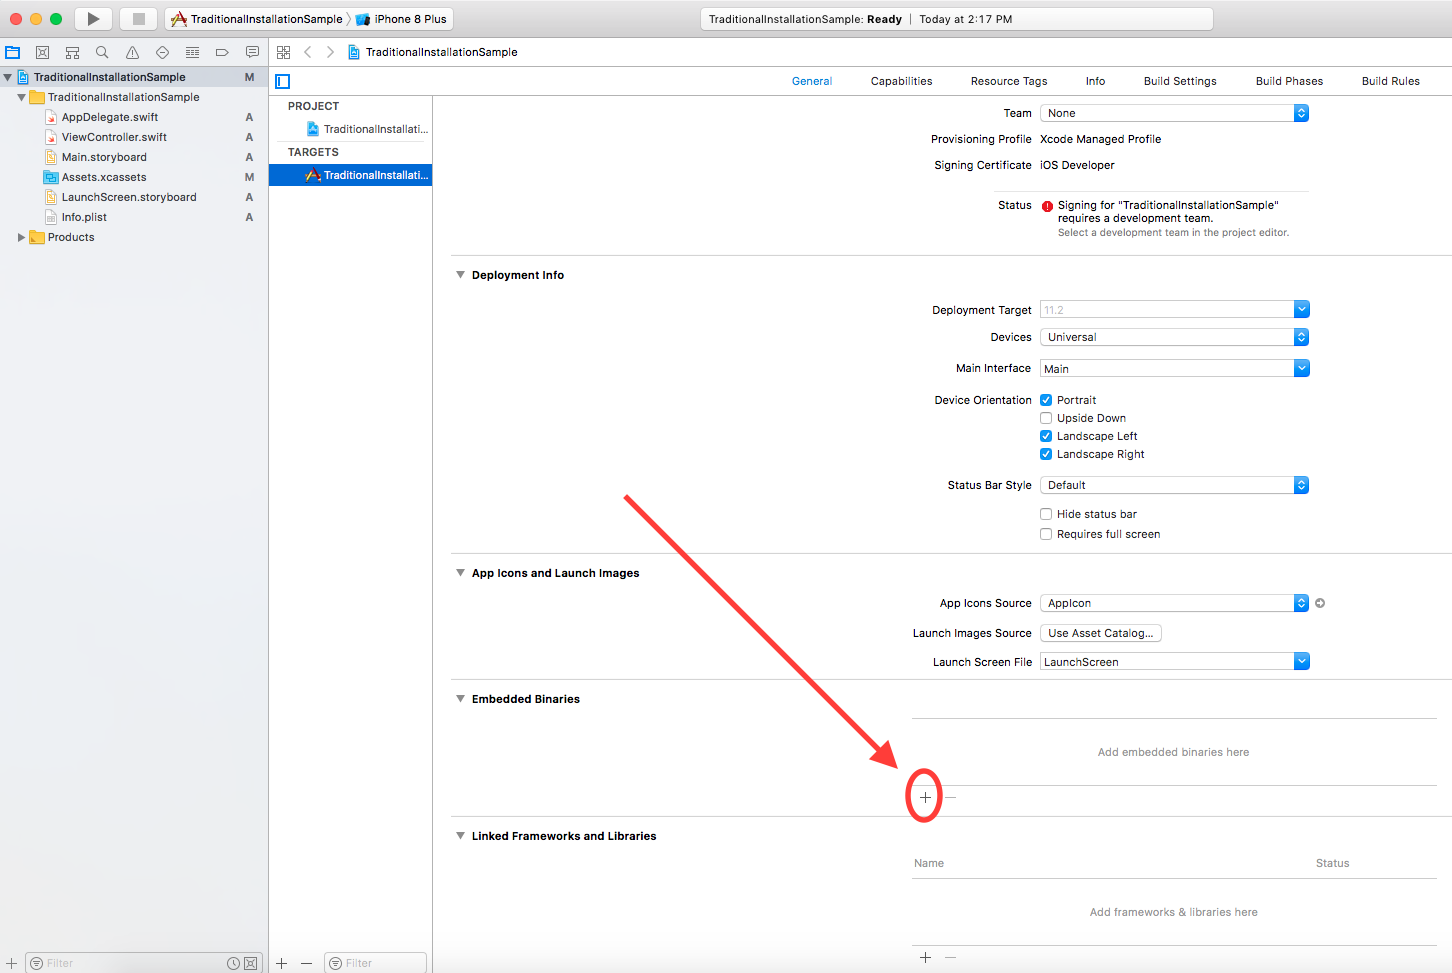 TraditionalInstallationSample
iPhone 8 Plus
TraditionalInstallationSample: Ready | Today at 2:17 PM
TraditionalInstallationSample
TraditionalInstallationSample M
TraditionalInstallationSample
AppDelegate.swift A
ViewController.swift A
Main.storyboard A
Assets.xcassets M
LaunchScreen.storyboard A
Info.plist A
Products
Filter
PROJECT
TraditionalInstallati...
TARGETS
TraditionalInstallati...
Filter
General Capabilities Resource Tags Info Build Settings Build Phases Build Rules
Team None
Provisioning Profile Xcode Managed Profile
Signing Certificate iOS Developer
Status Signing for "TraditionalInstallationSample"
requires a development team.
Select a development team in the project editor.
Deployment Info
Deployment Target 11.2
Devices Universal
Main Interface Main
Device Orientation Portrait
Upside Down
Landscape Left
Landscape Right
Status Bar Style Default
Hide status bar
Requires full screen
App Icons and Launch Images
App Icons Source AppIcon
Launch Images Source Use Asset Catalog...
Launch Screen File LaunchScreen
Embedded Binaries
Add embedded binaries here
Linked Frameworks and Libraries
Name Status
Add frameworks & libraries here